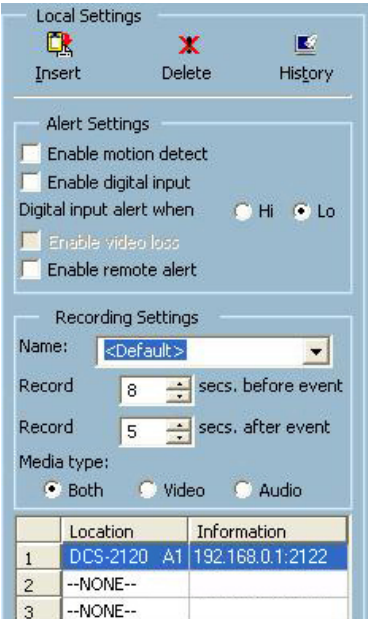 Local Settings
Insert Delete History
Alert Settings
Enable motion detect
Enable digital input
Digital input alert when Hi Lo
Enable video loss
Enable remote alert
Recording Settings
Name: <Default>
Record 8 secs. before event
Record 5 secs. after event
Media type:
Both Video Audio
Location Information
1 DCS-2120 A1 192.168.0.1:2122
2 --NONE--
3 --NONE--